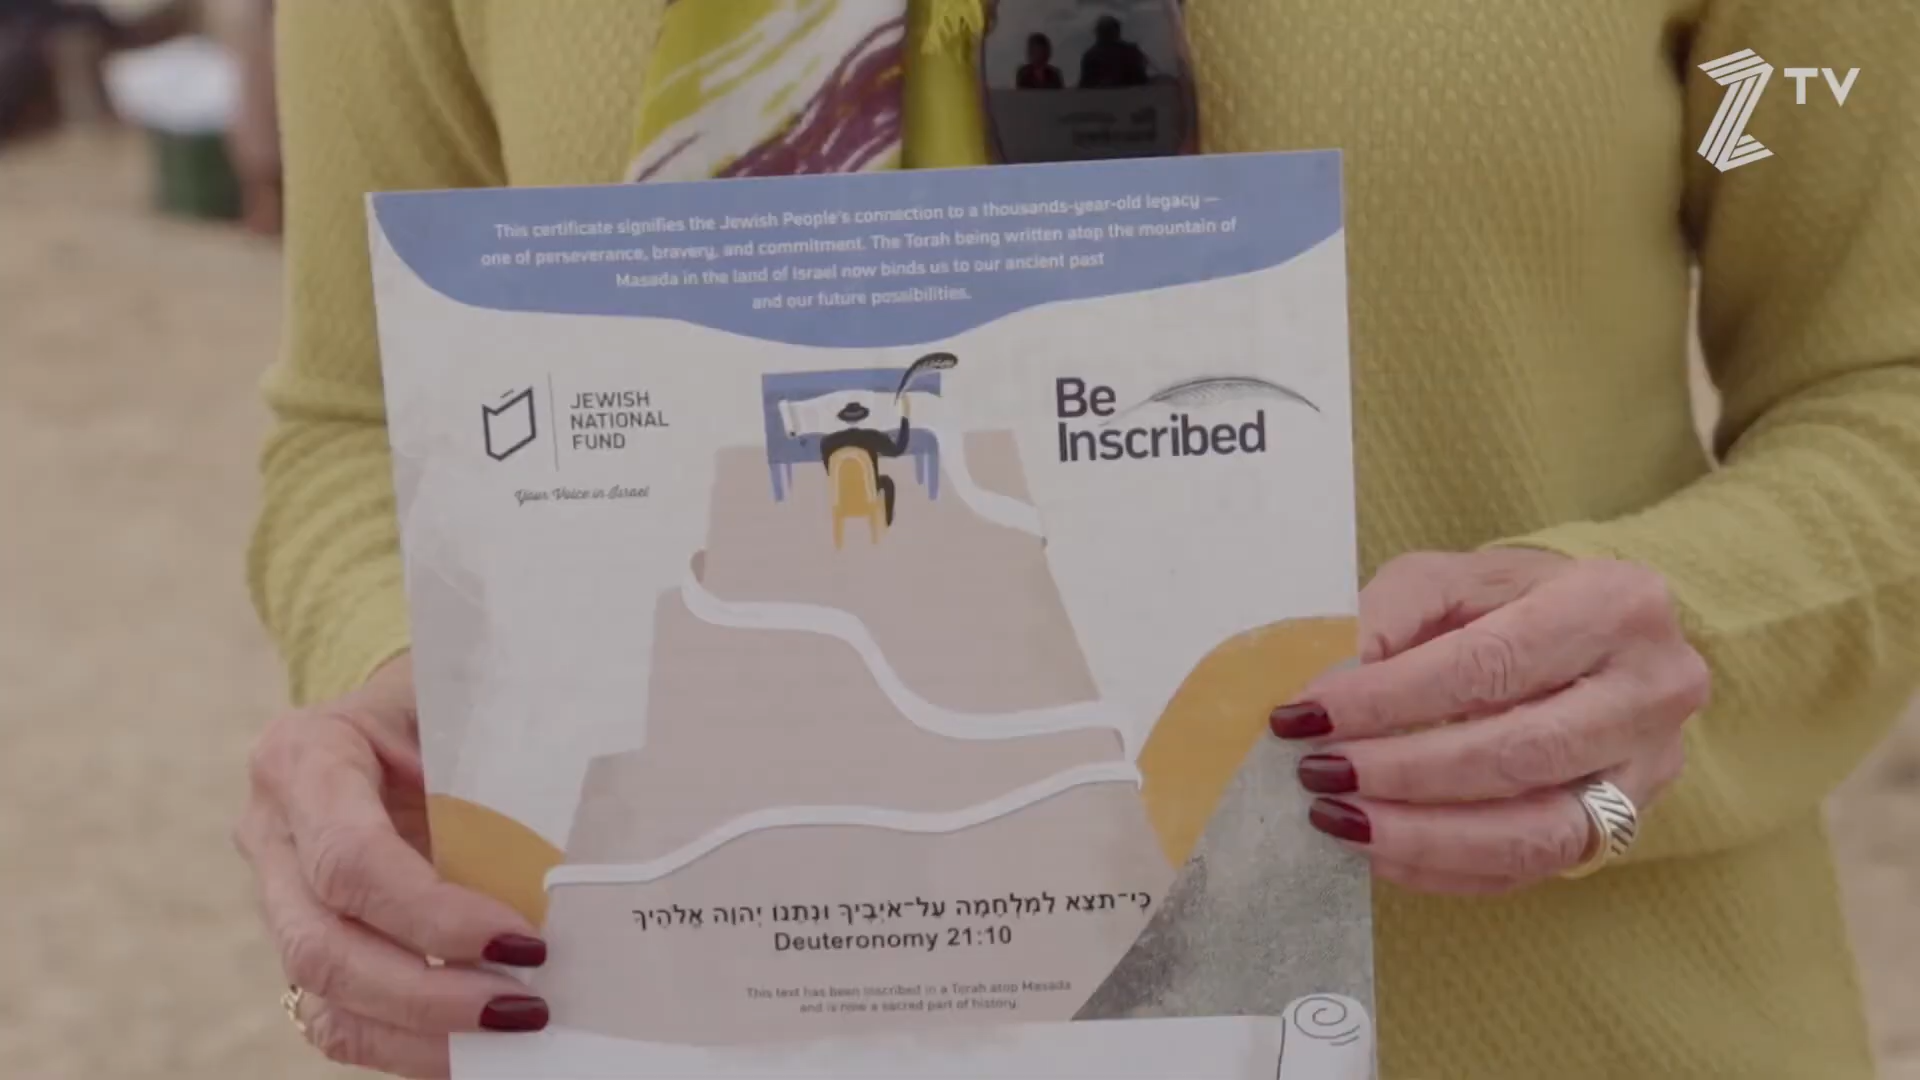 TV
This certificate signifies the Jewish People's connection to a thousands-year-old legacy —
one of perseverance, bravery, and commitment. The Torah being written atop the mountain of
Masada in the land of Israel now binds us to our ancient past
and our future possibilities.
JEWISH
NATIONAL
FUND
Your Voice in Israel
Be
Inscribed
כִּי־תֵצֵא לַמִּלְחָמָה עַל־אֹיְבֶיךָ וּנְתָנוֹ יְהוָה אֱלֹהֶיךָ
Deuteronomy 21:10
This text has been inscribed in a Torah atop Masada
and is now a sacred part of history.